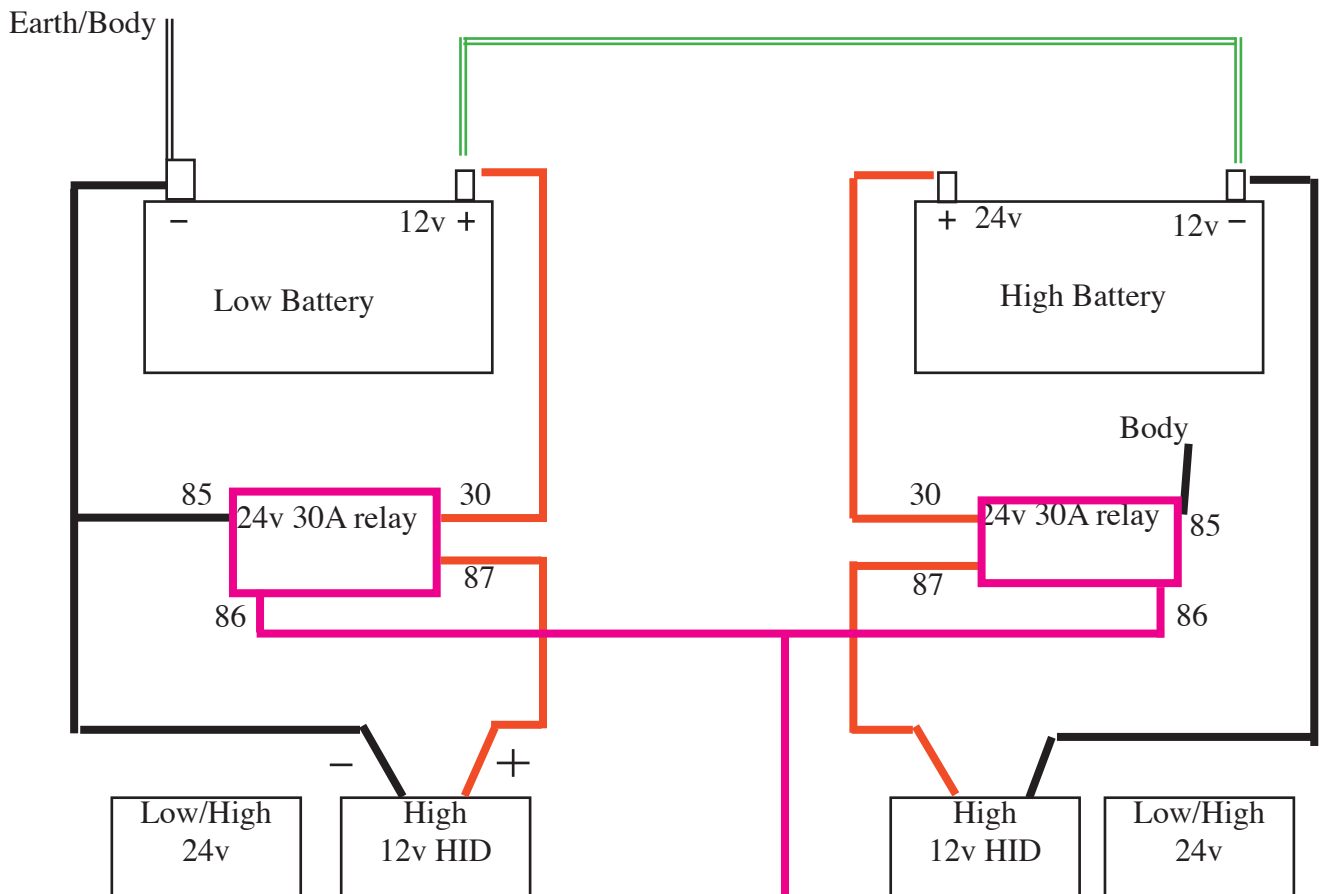 Earth/Body
−
12v +
Low Battery
+ 24v
12v −
High Battery
Body
85
24v 30A relay
30
87
86
30
24v 30A relay
85
87
86
−
+
Low/High
24v
High
12v HID
High
12v HID
Low/High
24v